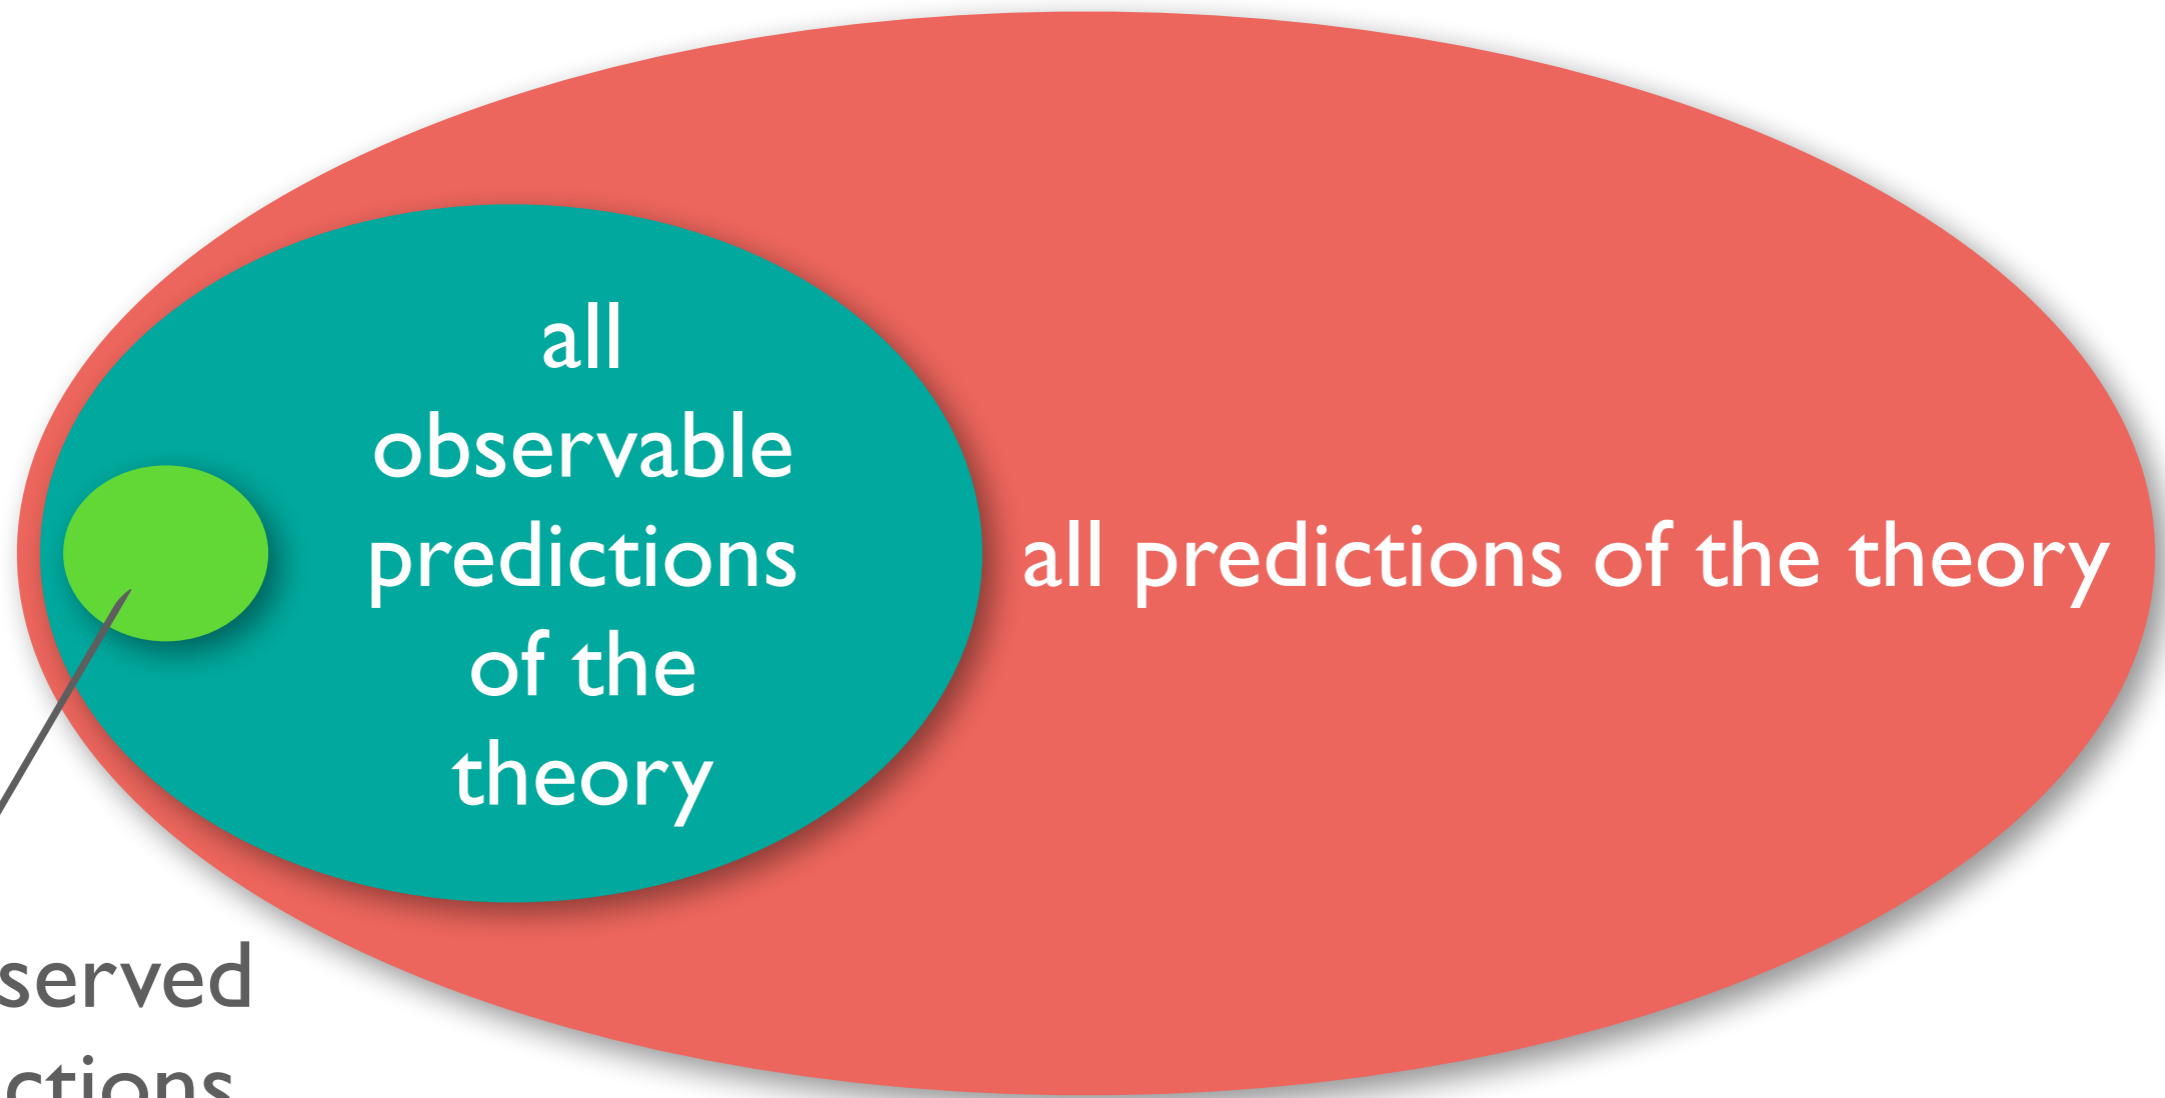 all
observable
predictions
of the
theory
all predictions of the theory
served
ctions